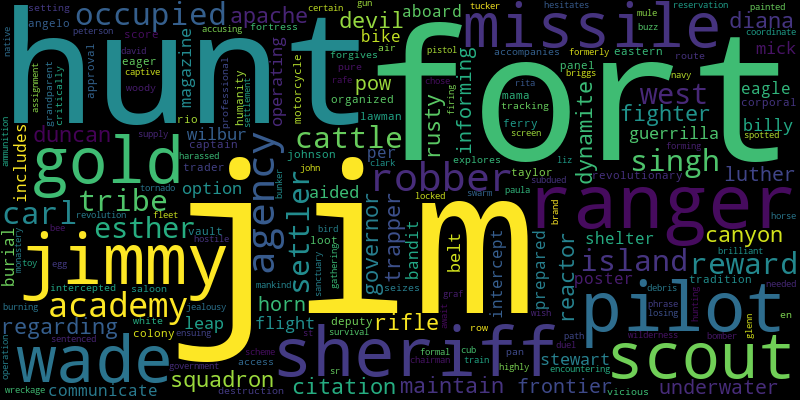 setting
certain
gun
hesitates
mule
reservation
painted
tucker
native
angelo
occupied
apache
devil
aboard
missile
diana
coordinate
peterson
score
accusing
fortress
bike
accompanies
buzz
formerly
eastern
route
mick
hunt
fort
david
air
pistol
rita
briggs
navy
eager
forgives
pure
rafe
chose
panel
grandparent
approval
magazine
operating
motorcycle
pow
mama
west
eagle
assignment
captive
critically
professional
humanity
settlement
organized
tracking
dynamite
fighter
corporal
woody
rio
lawman
rusty
informing
ferry
screen
spotted
billy
ammunition
includes
duncan
wilbur
cattle
firing
guerrilla
forming
supply
captain
johnson
per
explores
liz
singh
revolutionary
harassed
john
clark
taylor
gold
trader
option
aided
robber
paula
luther
agency
locked
subdued
tribe
vault
bird
jim
ranger
brand
horse
carl
esther
settler
governor
trapper
swarm
tornado
fleet
bunker
loot
bandit
belt
intercept
prepared
shelter
canyon
revolution
bee
hostile
gathering
sanctuary
reactor
island
reward
burial
monastery
jimmy
brilliant
toy
egg
mankind
seizes
poster
tradition
needed
intercepted
saloon
horn
pilot
debris
burning
academy
rifle
graf
phrase
hunting
en
white
deputy
row
wish
losing
regarding
leap
flight
survival
path
wilderness
bomber
glenn
colony
ensuing
st
sheriff
duel
scout
operation
wade
sentenced
scheme
formal
cub
pan
stewart
government
access
chairman
train
encountering
squadron
sr
highly
wreckage
communicate
destruction
citation
maintain
frontier
vicious
underwater